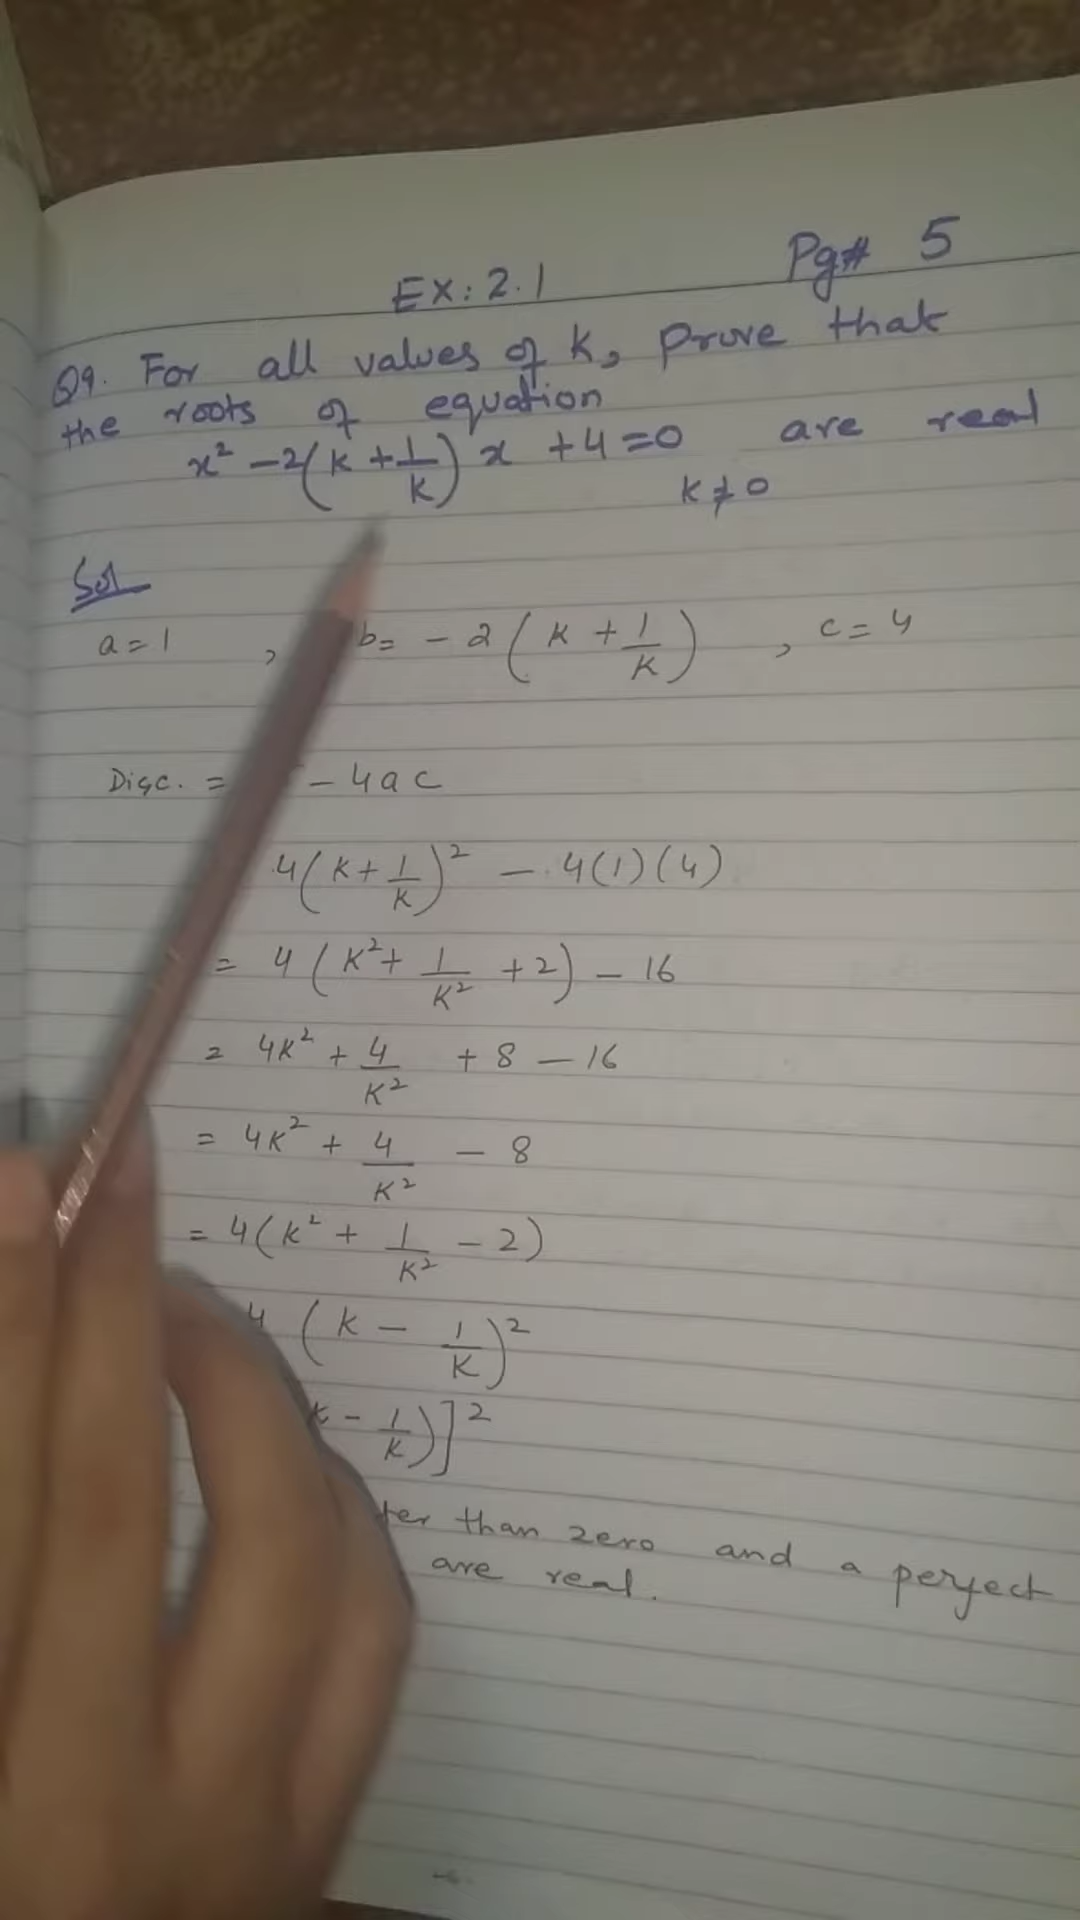 Pg# 5
Ex: 2.1
Q9. For all values of k, prove that
the roots of equation
x² - 2(k + 1/k) x + 4 = 0 are real
k ≠ 0
Sol
a = 1 , b = - 2 (k + 1/k) , c = 4
Disc. = - 4ac
4(k + 1/k)² - 4(1)(4)
= 4(k² + 1/k² + 2) - 16
= 4k² + 4/k² + 8 - 16
= 4k² + 4/k² - 8
= 4(k² + 1/k² - 2)
4 (k - 1/k)²
k - 1/k)]²
than zero and a perfect
are real.